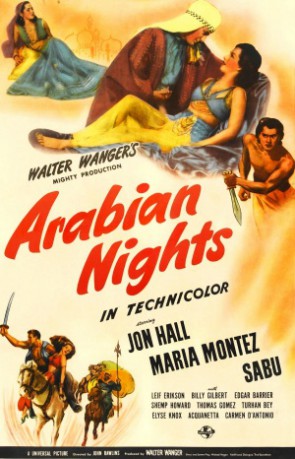 WALTER WANGER'S
MIGHTY PRODUCTION
Arabian
Nights
IN TECHNICOLOR
starring
JON HALL
MARIA MONTEZ
SABU
with
LEIF ERIKSON BILLY GILBERT EDGAR BARRIER
SHEMP HOWARD THOMAS GOMEZ TURHAN BEY
ELYSE KNOX ACQUANETTA CARMEN D'ANTONIO
A UNIVERSAL PICTURE Directed by JOHN RAWLINS Produced by WALTER WANGER